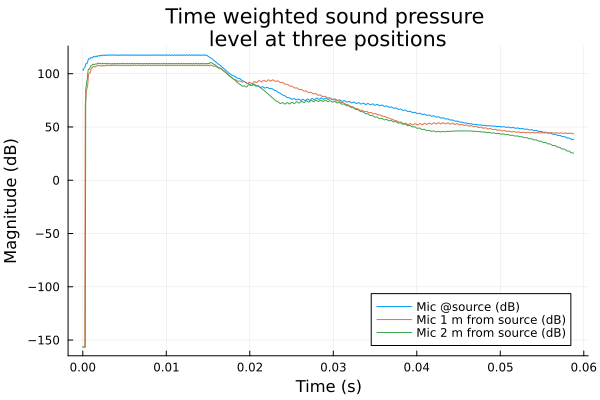 Time weighted sound pressure
level at three positions
Magnitude (dB)
100
50
0
−50
−100
−150
Mic @source (dB)
Mic 1 m from source (dB)
Mic 2 m from source (dB)
0.00 0.01 0.02 0.03 0.04 0.05 0.06
Time (s)